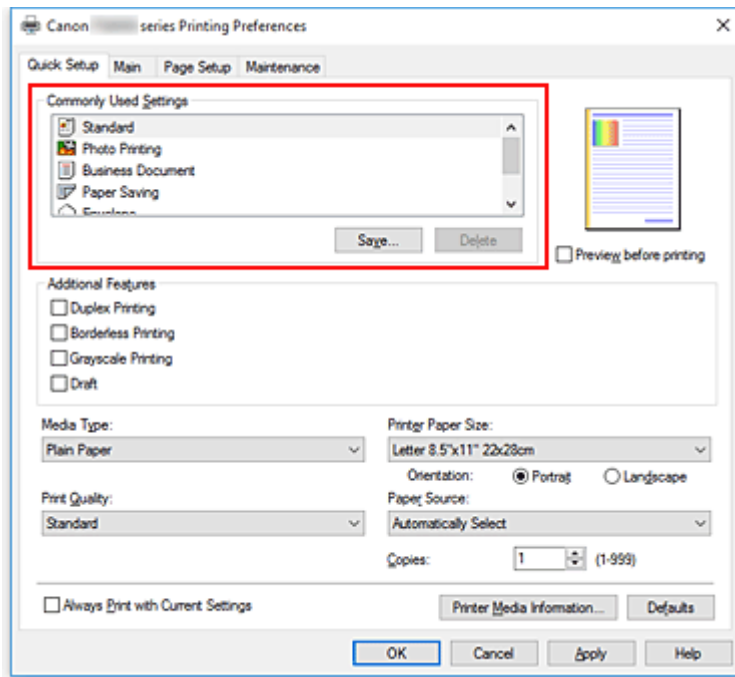 Canon series Printing Preferences
Quick Setup Main Page Setup Maintenance
Commonly Used Settings
Standard
Photo Printing
Business Document
Paper Saving
Envelope
Save... Delete
Preview before printing
Additional Features
Duplex Printing
Borderless Printing
Grayscale Printing
Draft
Media Type: Printer Paper Size:
Plain Paper Letter 8.5"x11" 22x28cm
Orientation: Portrait Landscape
Print Quality: Paper Source:
Standard Automatically Select
Copies: 1 (1-999)
Always Print with Current Settings Printer Media Information... Defaults
OK Cancel Apply Help